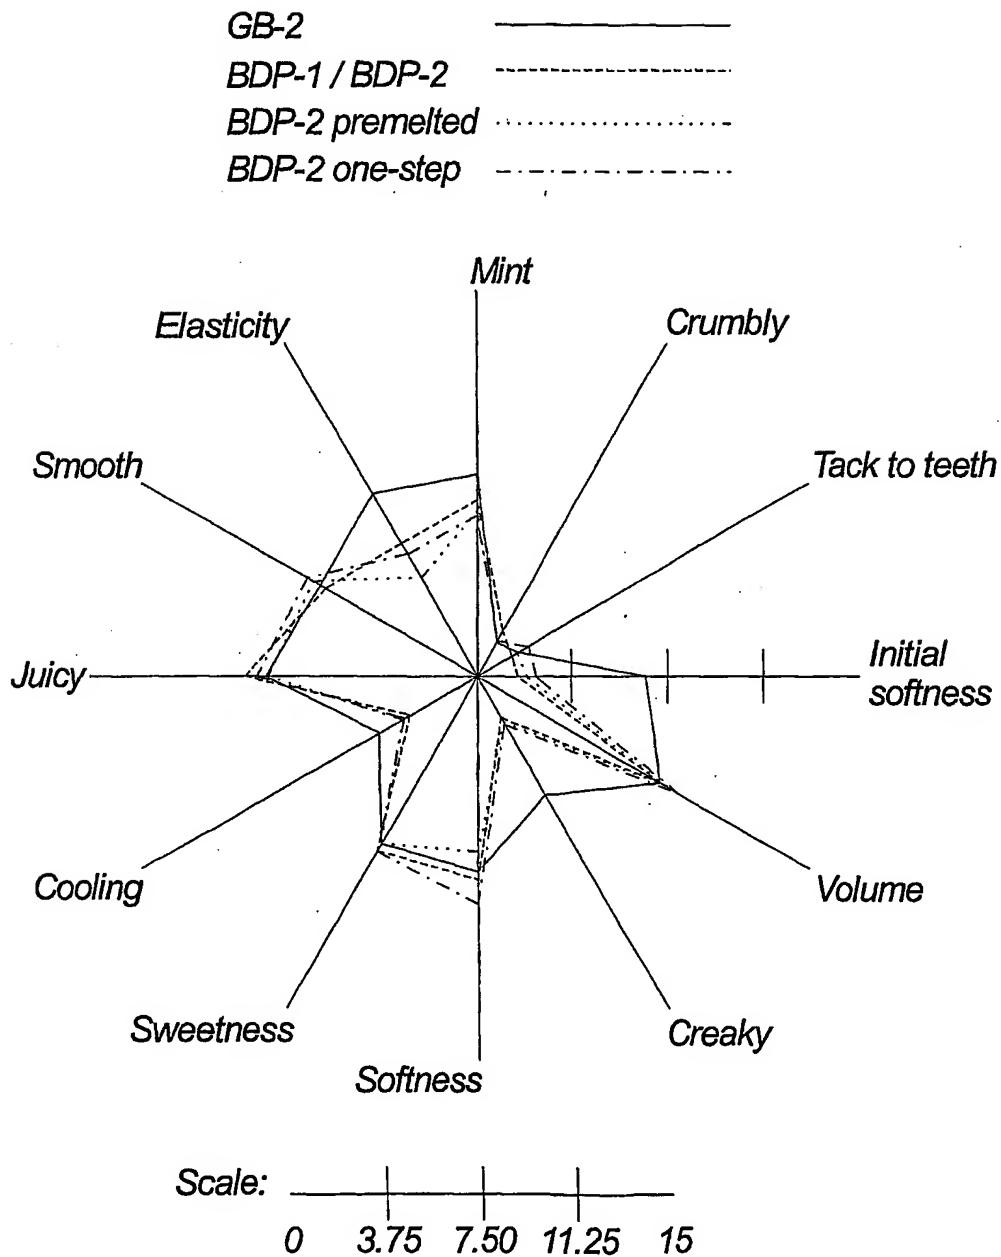 GB-2
BDP-1 / BDP-2
BDP-2 premelted
BDP-2 one-step
Mint
Elasticity
Crumbly
Smooth
Tack to teeth
Juicy
Initial
softness
Cooling
Volume
Sweetness
Creaky
Softness
Scale:
0 3.75 7.50 11.25 15